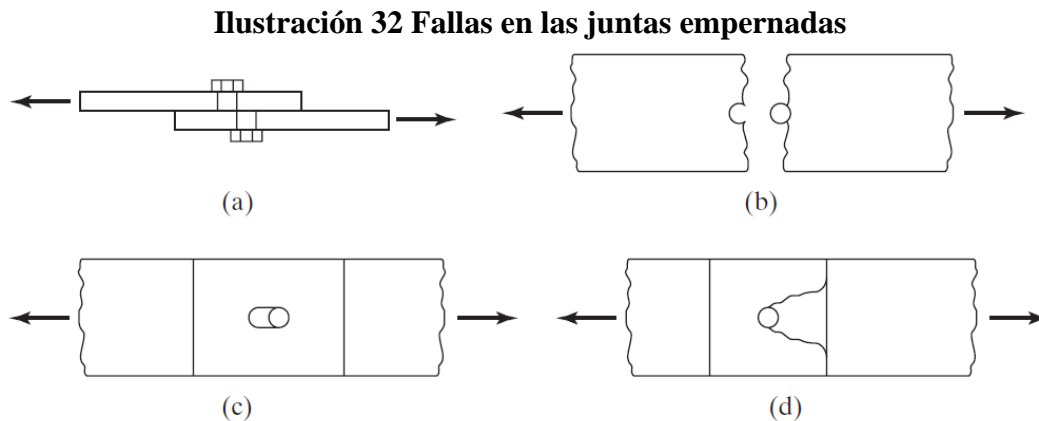 Ilustración 32 Fallas en las juntas empernadas
(a)
(b)
(c)
(d)